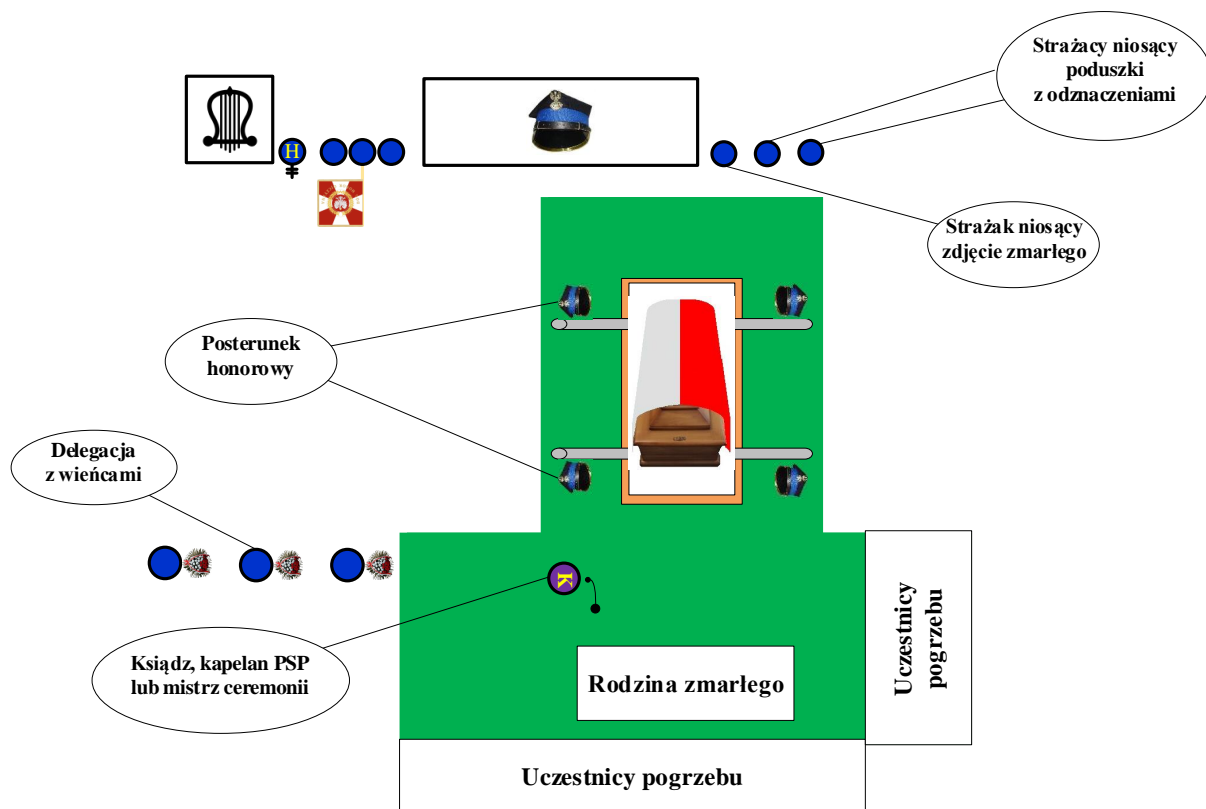 Strażacy niosący
poduszki
z odznaczeniami
H
Strażak niosący
zdjęcie zmarłego
Posterunek
honorowy
Delegacja
z wieńcami
K
Ksiądz, kapelan PSP
lub mistrz ceremonii
Rodzina zmarłego
Uczestnicy
pogrzebu
Uczestnicy pogrzebu